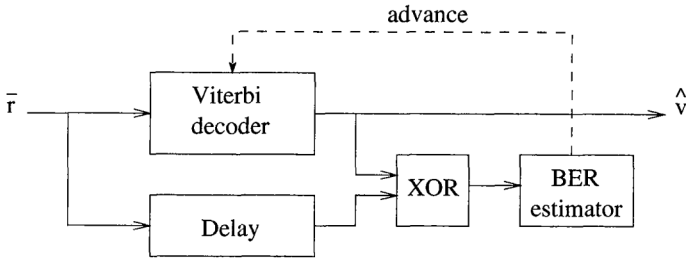 advance
r̄
Viterbi
decoder
v̂
XOR
BER
estimator
Delay